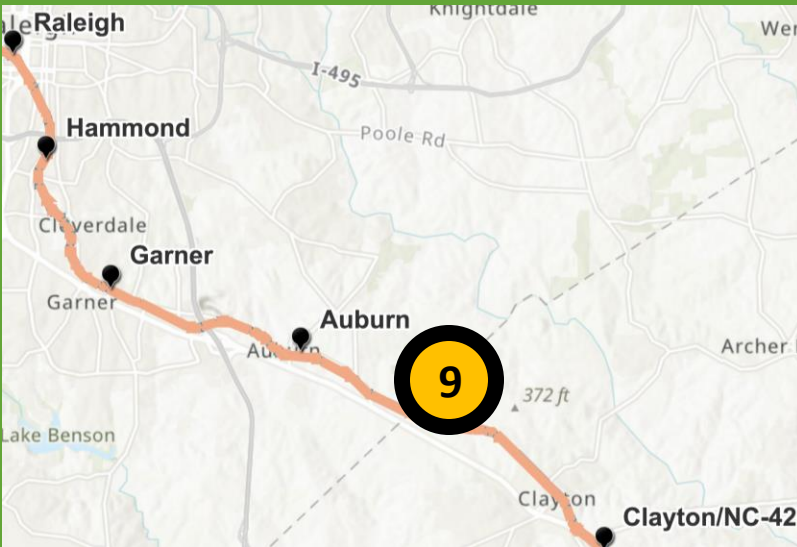 Knightdale
Raleigh
I-495
Hammond
Poole Rd
Cloverdale
Garner
Garner
Auburn
Auburn
Archer
9
372 ft
Lake Benson
Clayton
Clayton/NC-42